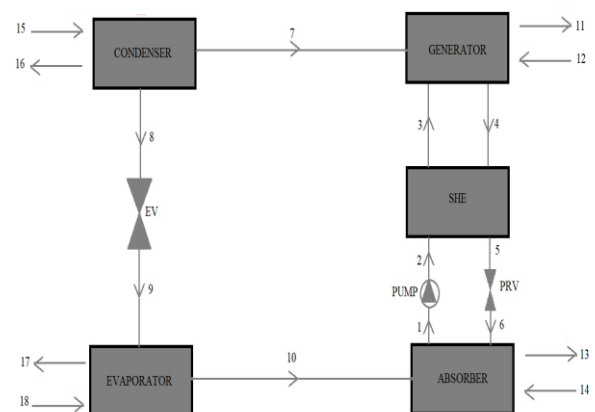 15
7
11
CONDENSER
GENERATOR
16
12
8
3
4
SHE
EV
2
5
PUMP
PRV
9
1
6
17
10
13
EVAPORATOR
ABSORBER
18
14